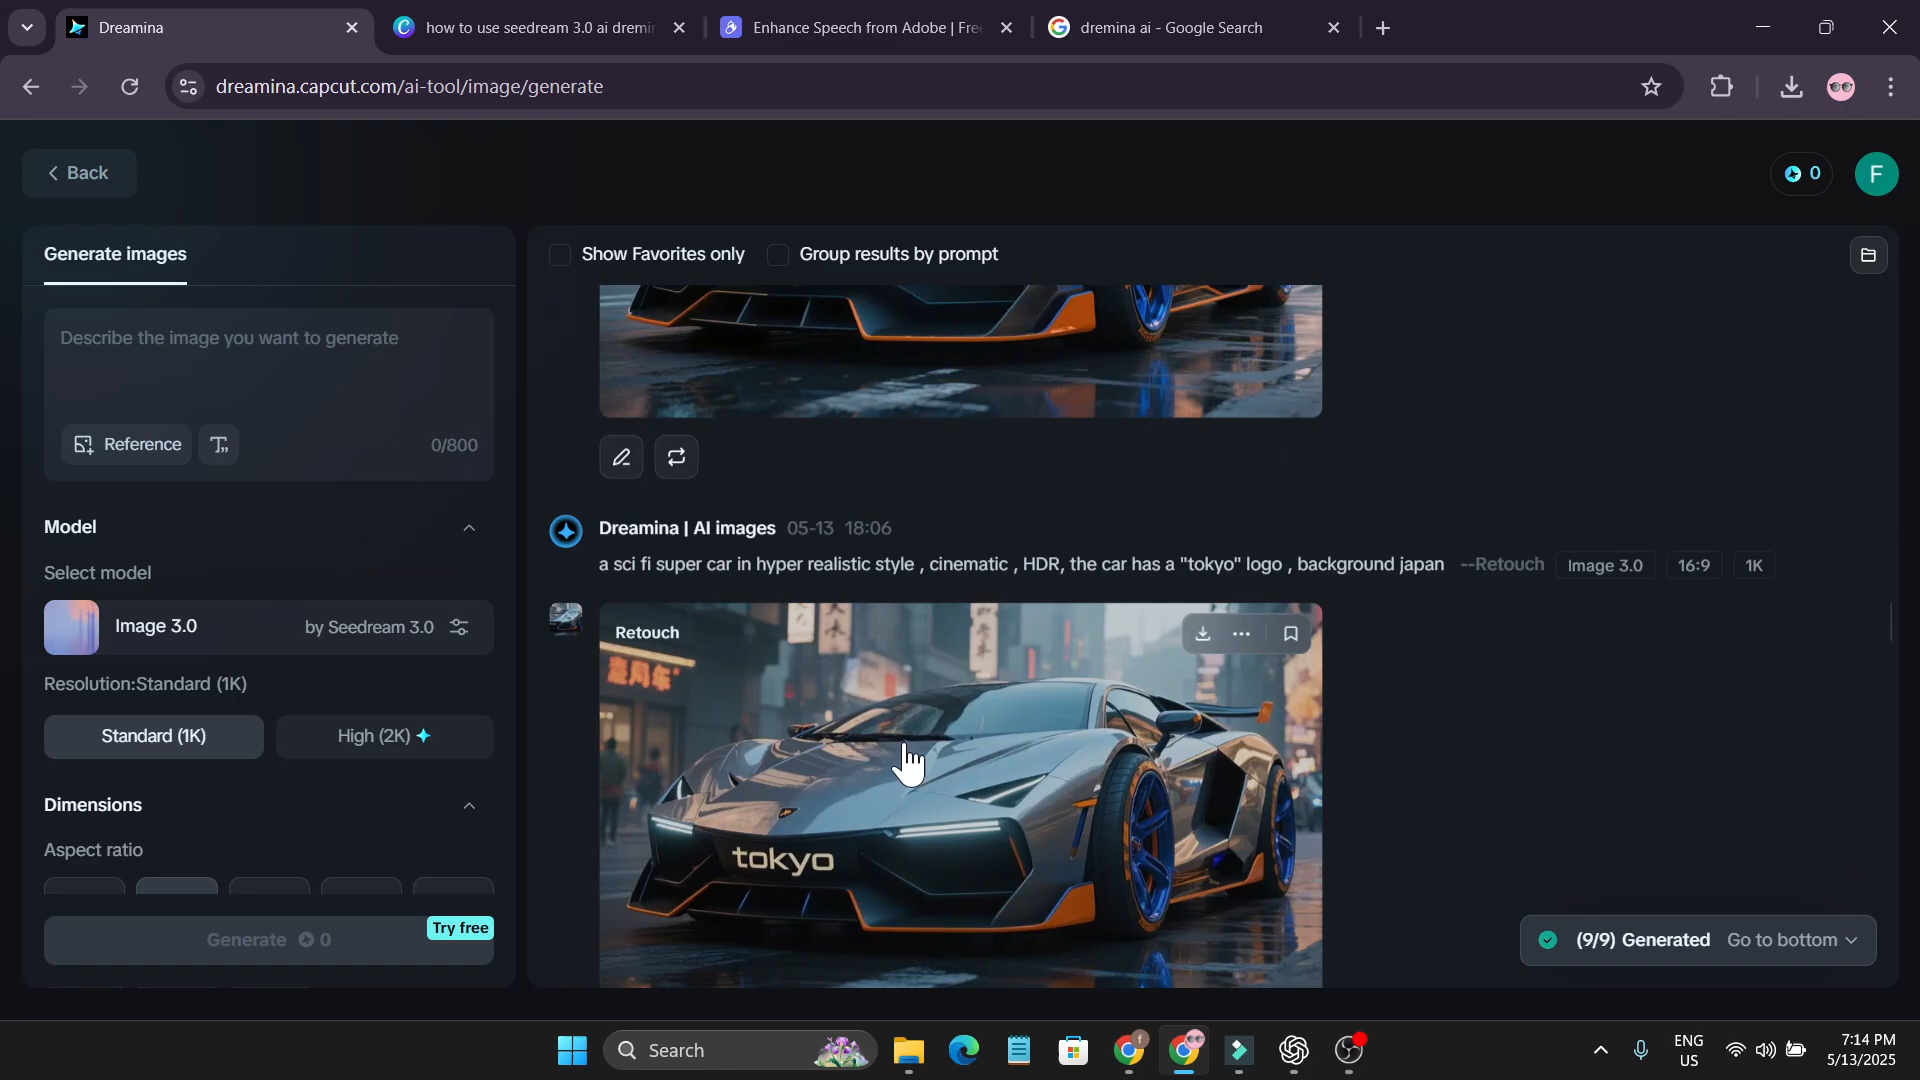 Dreamina
how to use seedream 3.0 ai dremin
Enhance Speech from Adobe | Fre
dremina ai - Google Search
dreamina.capcut.com/ai-tool/image/generate
Back
0
F
Generate images
Show Favorites only
Group results by prompt
Describe the image you want to generate
Reference
0/800
Model
Select model
Image 3.0
by Seedream 3.0
Resolution:Standard (1K)
Standard (1K)
High (2K)
Dimensions
Aspect ratio
Try free
Generate 0
Dreamina | AI images 05-13 18:06
a sci fi super car in hyper realistic style , cinematic , HDR, the car has a "tokyo" logo , background japan --Retouch Image 3.0 16:9 1K
Retouch
tokyo
(9/9) Generated Go to bottom
Search
ENG
US
7:14 PM
5/13/2025